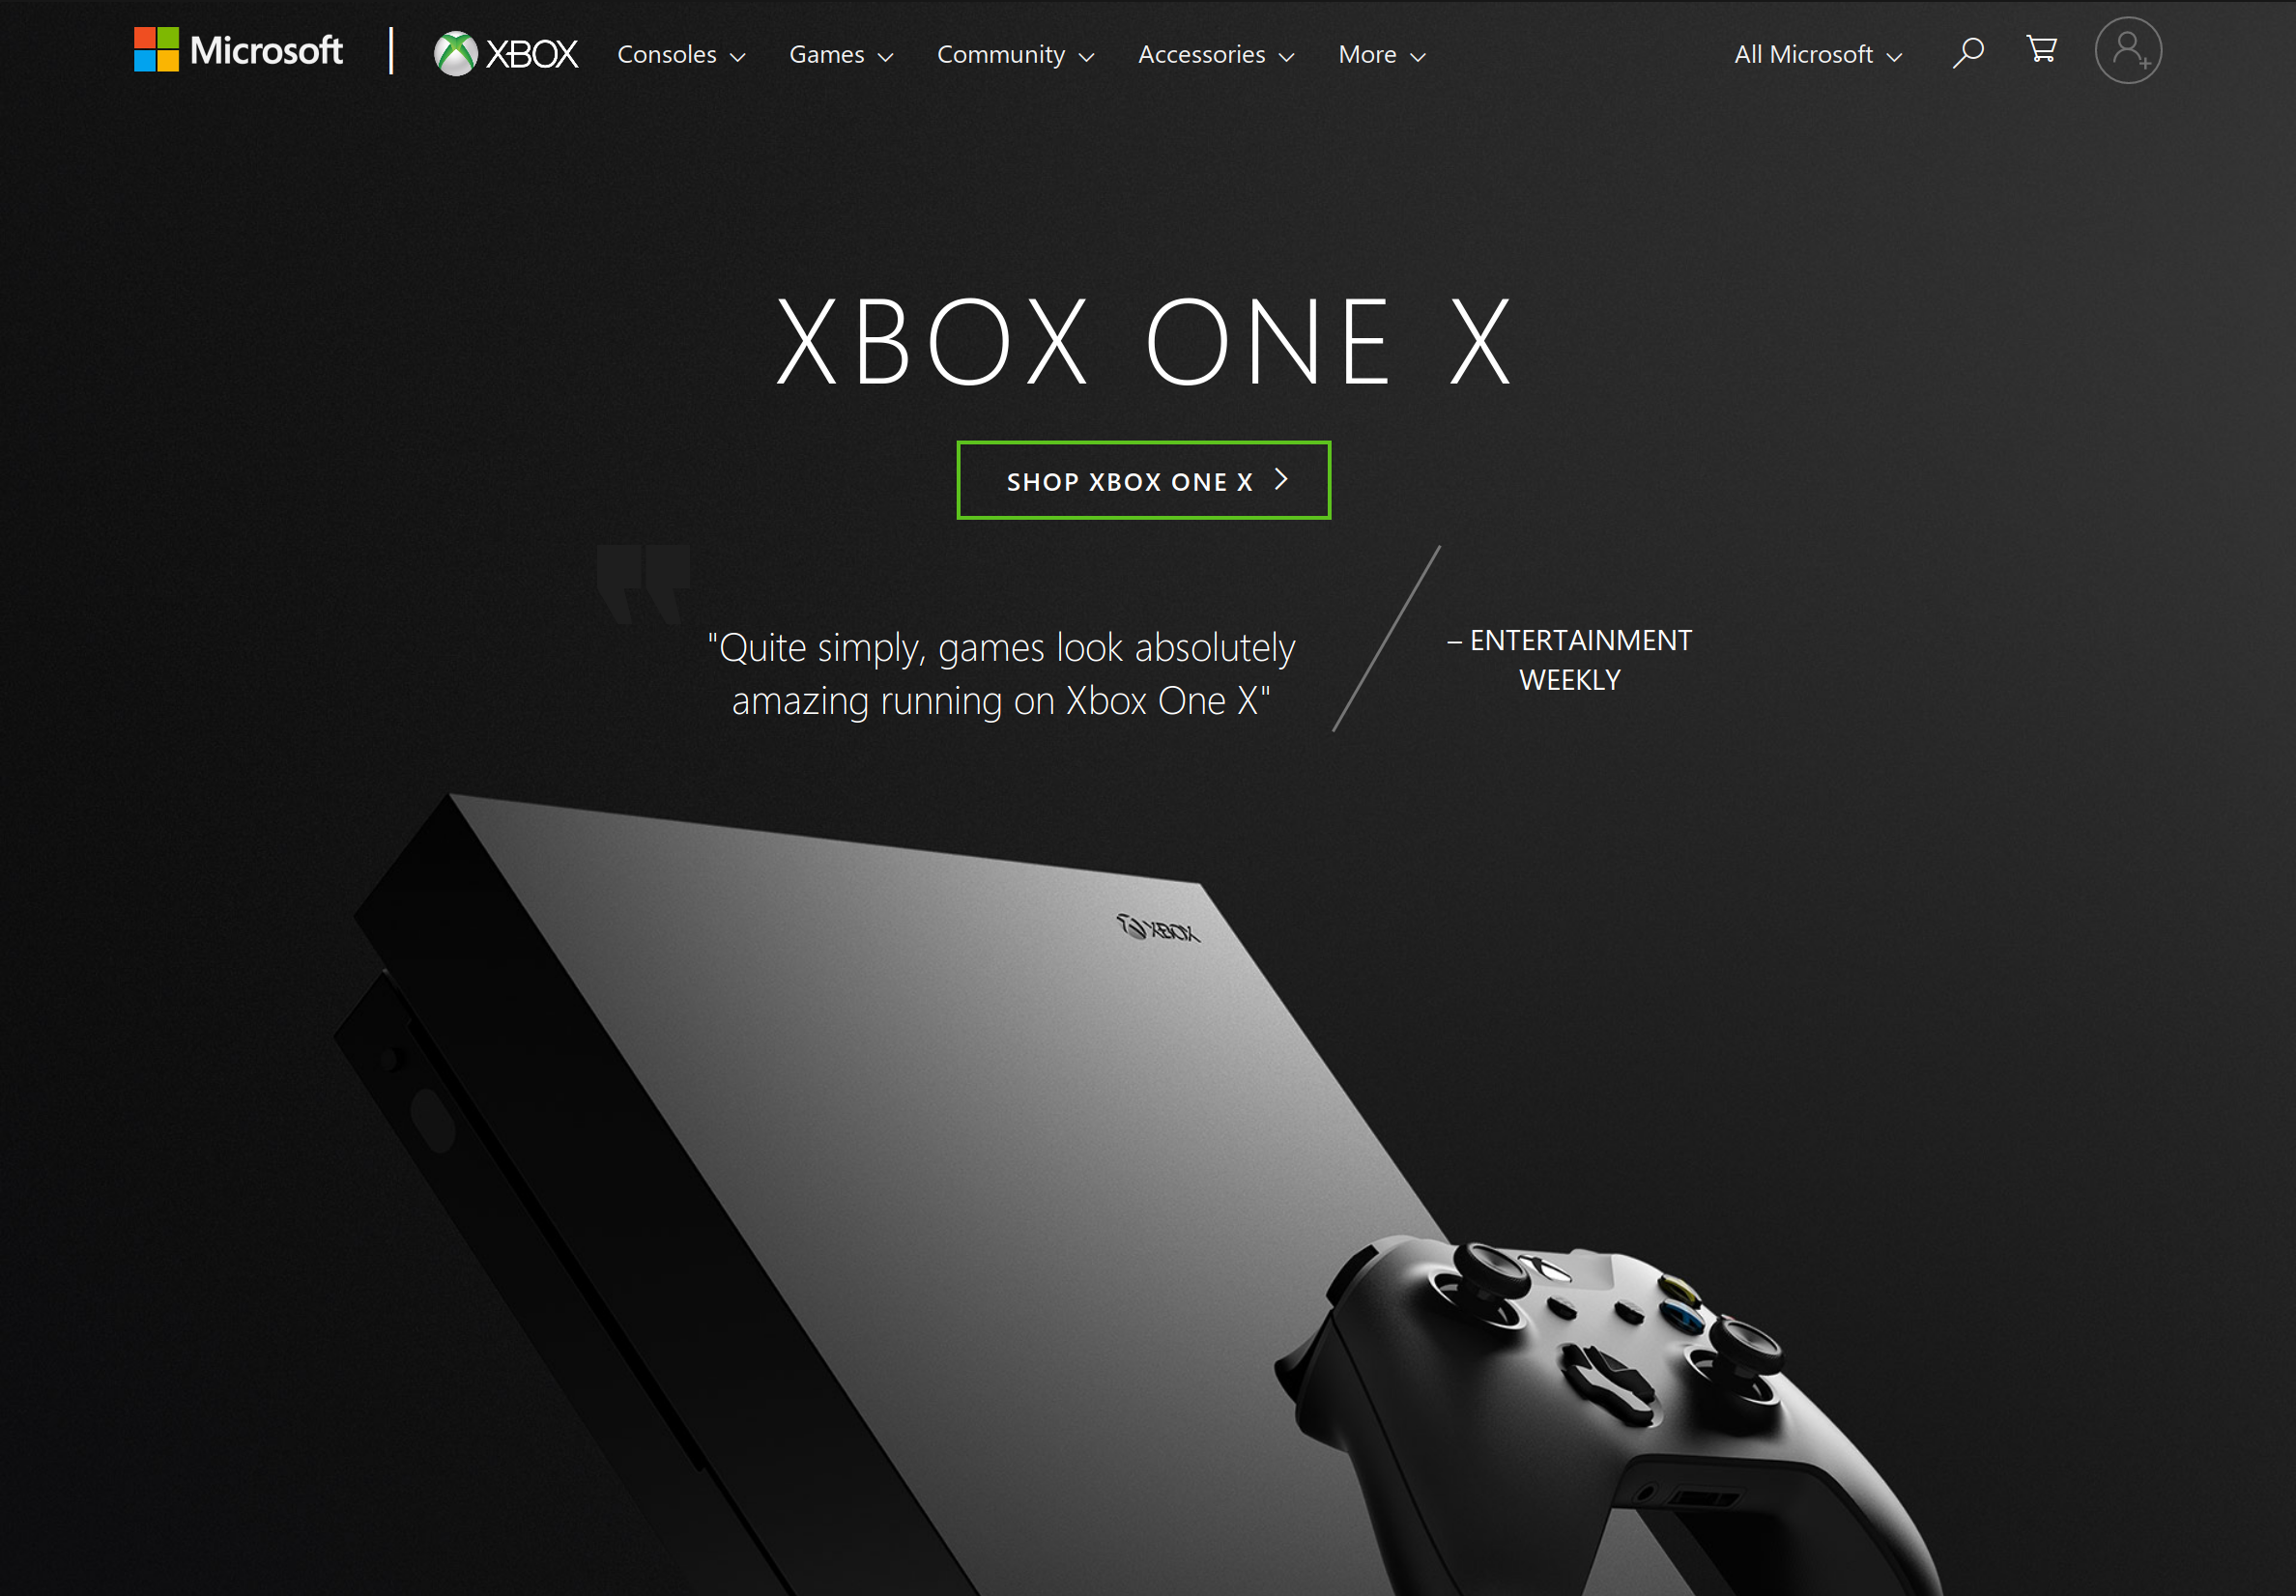 Microsoft
XBOX
Consoles
Games
Community
Accessories
More
All Microsoft
XBOX ONE X
SHOP XBOX ONE X
"Quite simply, games look absolutely
amazing running on Xbox One X"
– ENTERTAINMENT
WEEKLY
XBOX